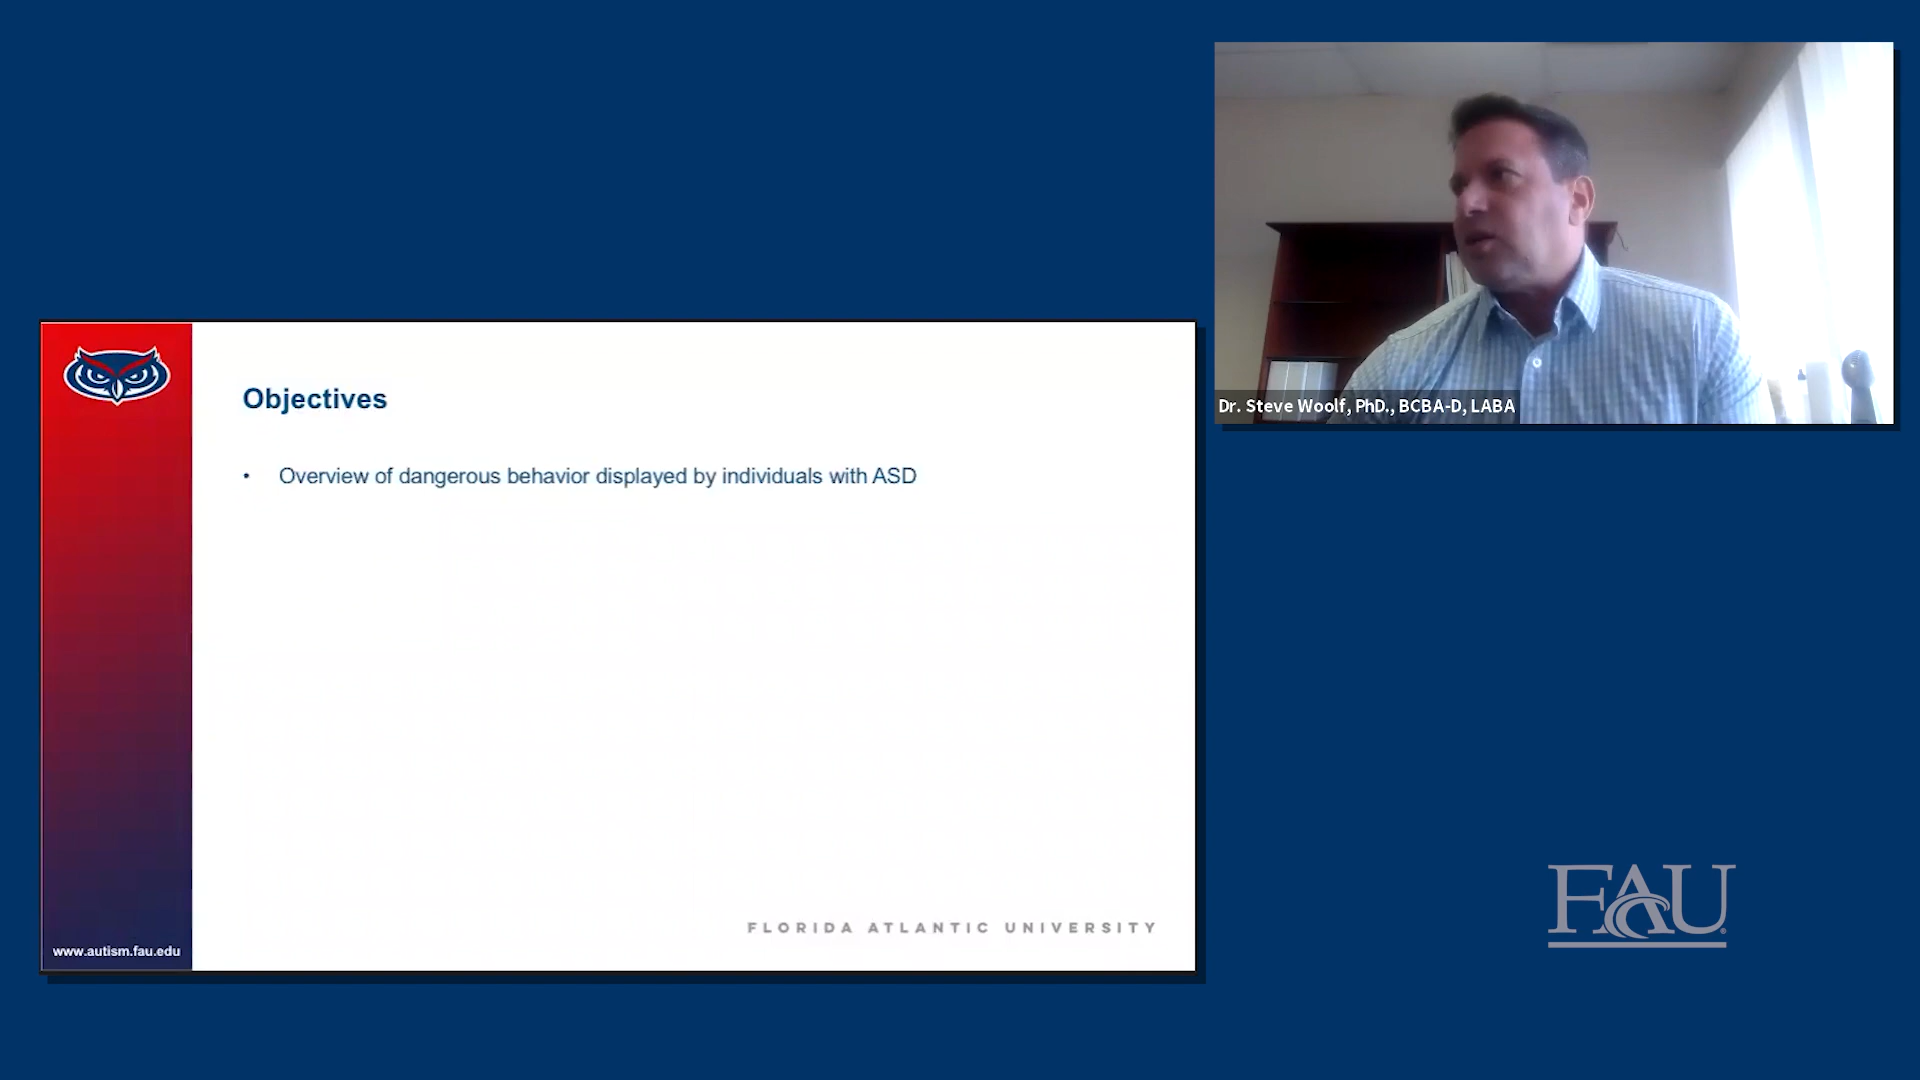 Dr. Steve Woolf, PhD., BCBA-D, LABA
Objectives
• Overview of dangerous behavior displayed by individuals with ASD
FLORIDA ATLANTIC UNIVERSITY
www.autism.fau.edu
FAU